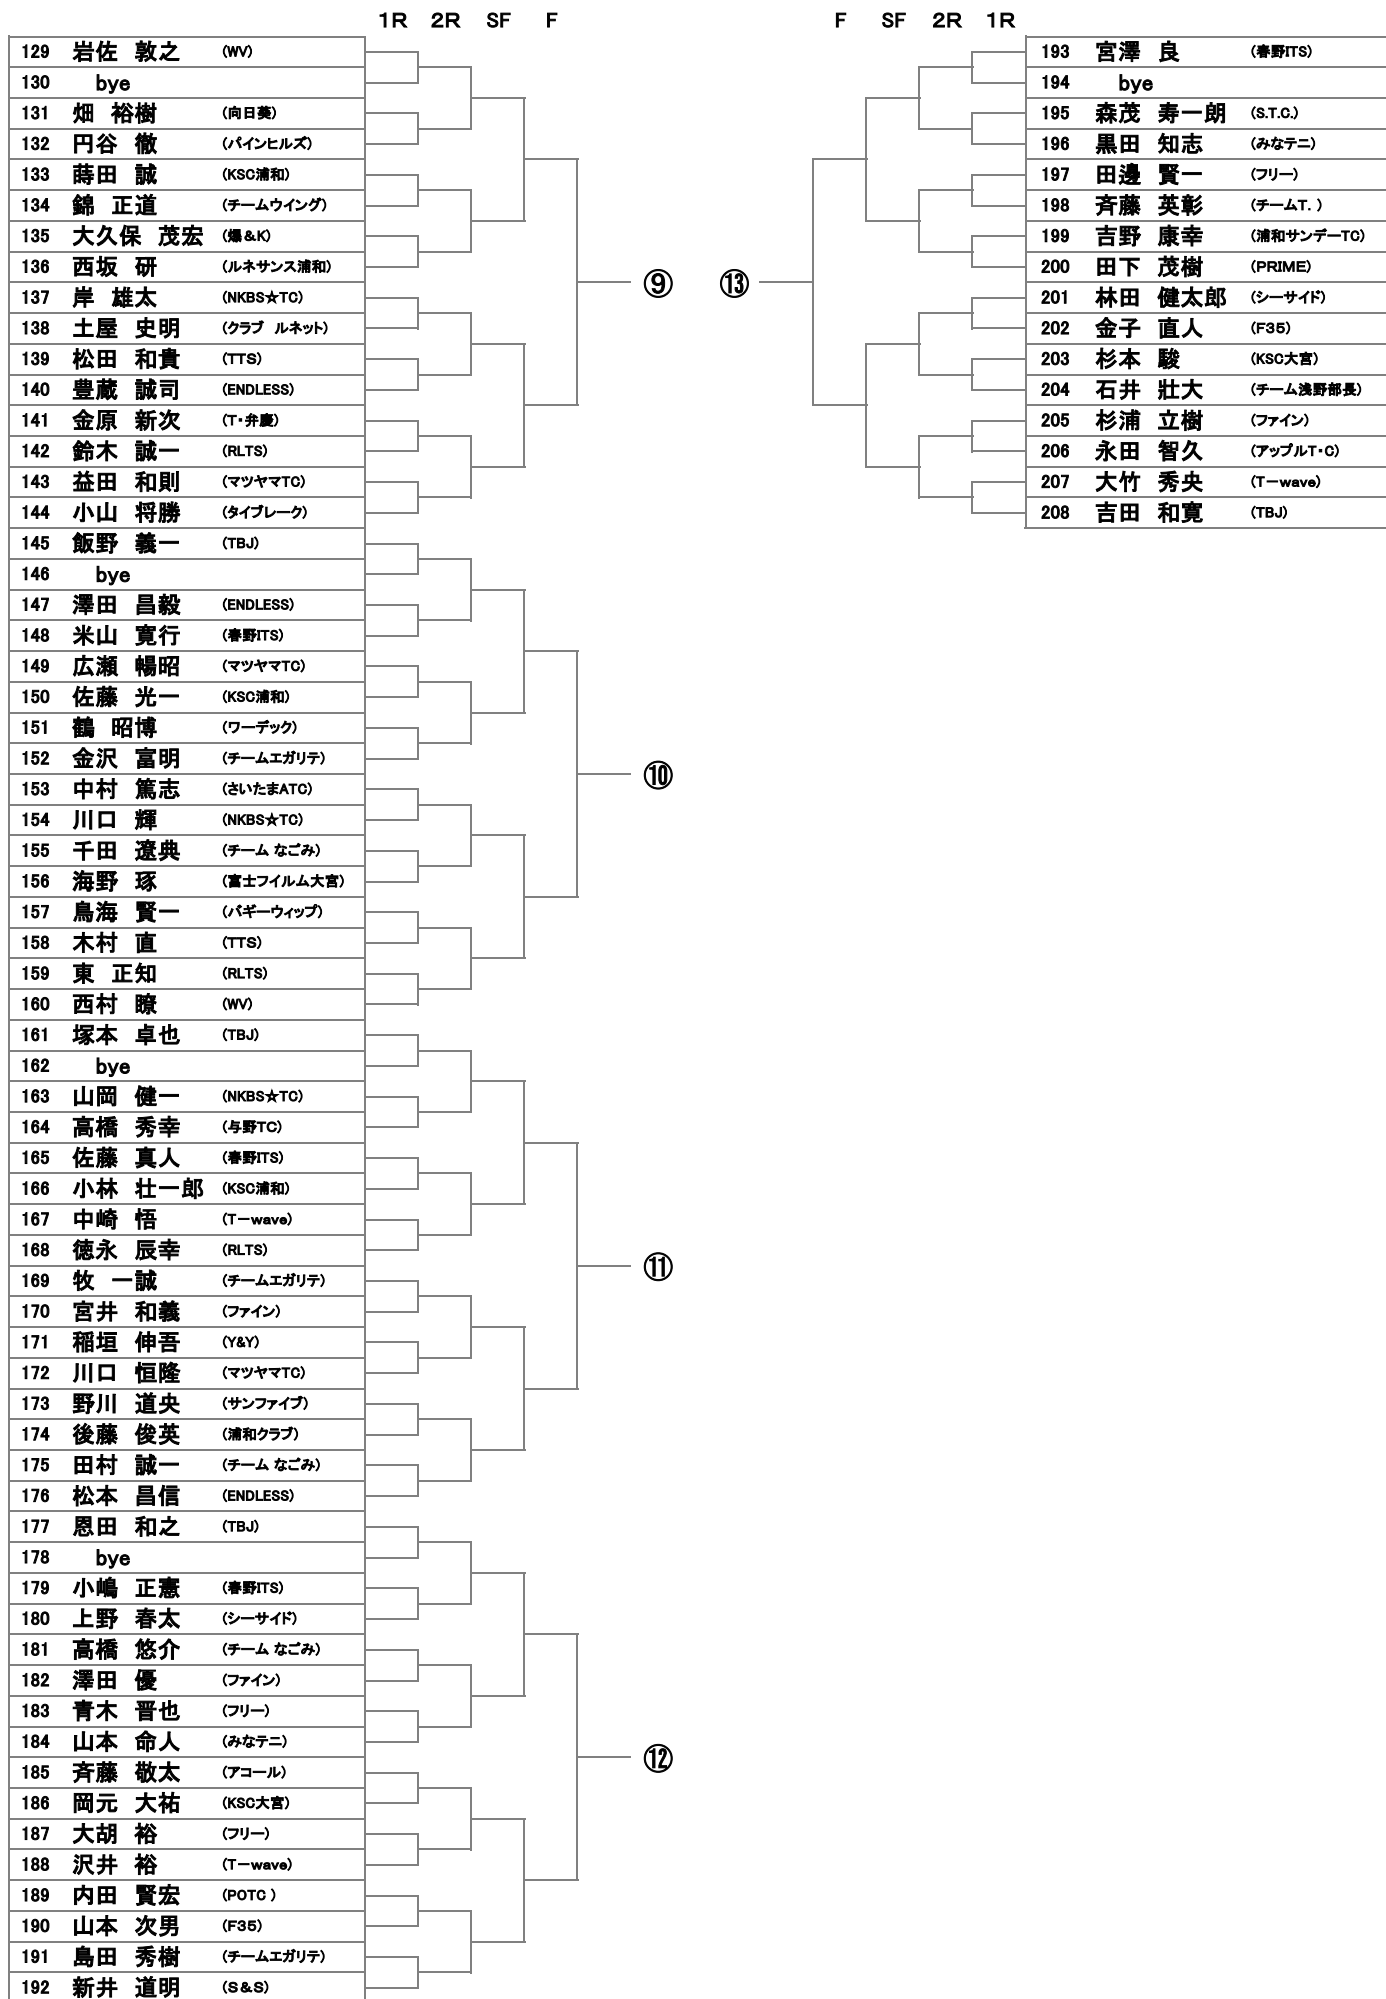 1R 2R SF F
129 岩佐 敦之 (WV)
130 bye
131 畑 裕樹 (向日葵)
132 円谷 徹 (パインヒルズ)
133 蒔田 誠 (KSC浦和)
134 錦 正道 (チームウイング)
135 大久保 茂宏 (爆&K)
136 西坂 研 (ルネサンス浦和)
137 岸 雄太 (NKBS★TC)
138 土屋 史明 (クラブ ルネット)
139 松田 和貴 (TTS)
140 豊蔵 誠司 (ENDLESS)
141 金原 新次 (T・弁慶)
142 鈴木 誠一 (RLTS)
143 益田 和則 (マツヤマTC)
144 小山 将勝 (タイブレーク)
⑨
145 飯野 義一 (TBJ)
146 bye
147 澤田 昌毅 (ENDLESS)
148 米山 寛行 (春野ITS)
149 広瀬 暢昭 (マツヤマTC)
150 佐藤 光一 (KSC浦和)
151 鶴 昭博 (ワーデック)
152 金沢 富明 (チームエガリテ)
153 中村 篤志 (さいたまATC)
154 川口 輝 (NKBS★TC)
155 千田 遼典 (チーム なごみ)
156 海野 琢 (富士フイルム大宮)
157 鳥海 賢一 (バギーウィップ)
158 木村 直 (TTS)
159 東 正知 (RLTS)
160 西村 瞭 (WV)
⑩
161 塚本 卓也 (TBJ)
162 bye
163 山岡 健一 (NKBS★TC)
164 高橋 秀幸 (与野TC)
165 佐藤 真人 (春野ITS)
166 小林 壮一郎 (KSC浦和)
167 中崎 悟 (T－wave)
168 徳永 辰幸 (RLTS)
169 牧 一誠 (チームエガリテ)
170 宮井 和義 (ファイン)
171 稲垣 伸吾 (Y&Y)
172 川口 恒隆 (マツヤマTC)
173 野川 道央 (サンファイブ)
174 後藤 俊英 (浦和クラブ)
175 田村 誠一 (チーム なごみ)
176 松本 昌信 (ENDLESS)
⑪
177 恩田 和之 (TBJ)
178 bye
179 小嶋 正憲 (春野ITS)
180 上野 春太 (シーサイド)
181 高橋 悠介 (チーム なごみ)
182 澤田 優 (ファイン)
183 青木 晋也 (フリー)
184 山本 命人 (みなテニ)
185 斉藤 敬太 (アコール)
186 岡元 大祐 (KSC大宮)
187 大胡 裕 (フリー)
188 沢井 裕 (T－wave)
189 内田 賢宏 (POTC )
190 山本 次男 (F35)
191 島田 秀樹 (チームエガリテ)
192 新井 道明 (S&S)
⑫
F SF 2R 1R
193 宮澤 良 (春野ITS)
194 bye
195 森茂 寿一朗 (S.T.C.)
196 黒田 知志 (みなテニ)
197 田邊 賢一 (フリー)
198 斉藤 英彰 (チームT. )
199 吉野 康幸 (浦和サンデーTC)
200 田下 茂樹 (PRIME)
201 林田 健太郎 (シーサイド)
202 金子 直人 (F35)
203 杉本 駿 (KSC大宮)
204 石井 壯大 (チーム浅野部長)
205 杉浦 立樹 (ファイン)
206 永田 智久 (アップルT・C)
207 大竹 秀央 (T－wave)
208 吉田 和寛 (TBJ)
⑬